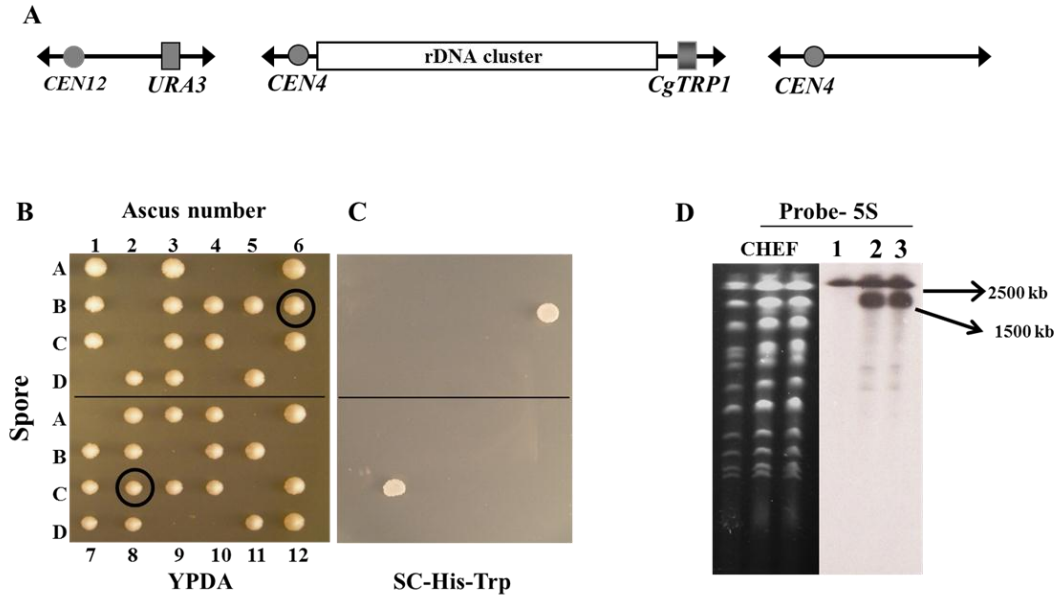 A
CEN12
URA3
CEN4
rDNA cluster
CgTRP1
CEN4
B
Ascus number
1 2 3 4 5 6
A
B
C
D
Spore
A
B
C
D
7 8 9 10 11 12
YPDA
C
SC-His-Trp
D
Probe- 5S
CHEF 1 2 3
2500 kb
1500 kb